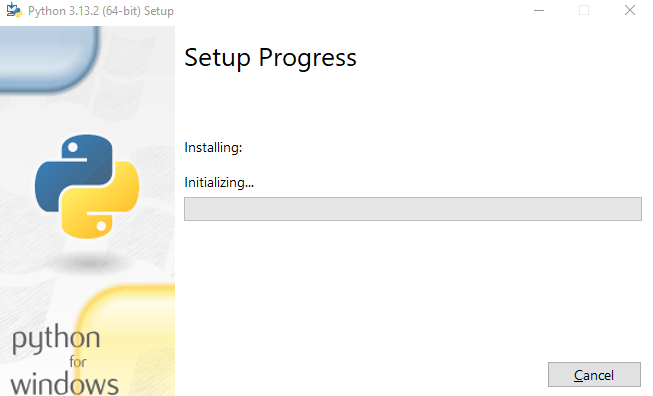 Python 3.13.2 (64-bit) Setup
Setup Progress
Installing:
Initializing...
python
for
windows
Cancel